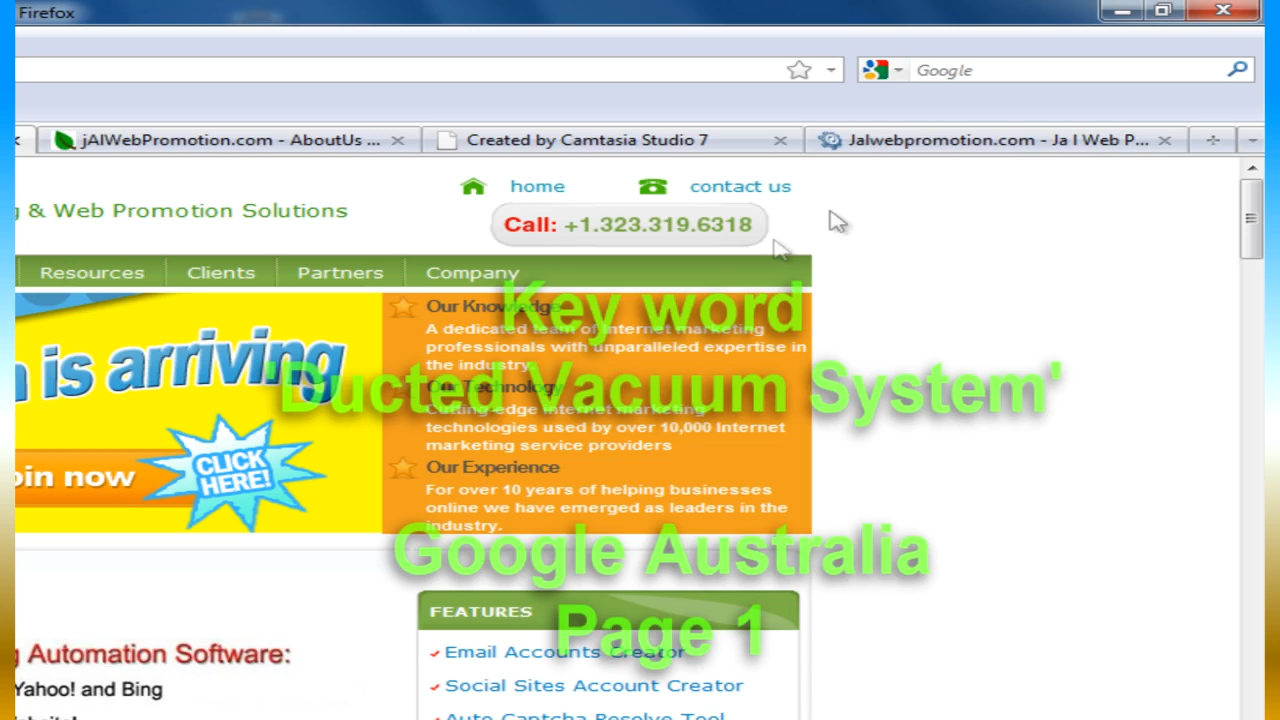 Firefox
Google
jAlWebPromotion.com - AboutUs ...
Created by Camtasia Studio 7
Jalwebpromotion.com - Ja l Web P...
home
contact us
& Web Promotion Solutions
Call: +1.323.319.6318
Resources
Clients
Partners
Company
Our Knowledge
Key word
A dedicated team of Internet marketing
professionals with unparalleled expertise in
the industry.
is arriving
'Ducted Vacuum System'
Our Technology
Cutting-edge internet marketing
technologies used by over 10,000 Internet
marketing service providers
Our Experience
now
CLICK
HERE!
For over 10 years of helping businesses
online we have emerged as leaders in the
industry.
Google Australia
FEATURES
Page 1
Email Accounts Creator
Automation Software:
Social Sites Account Creator
Yahoo! and Bing
Auto Captcha Resolve Tool